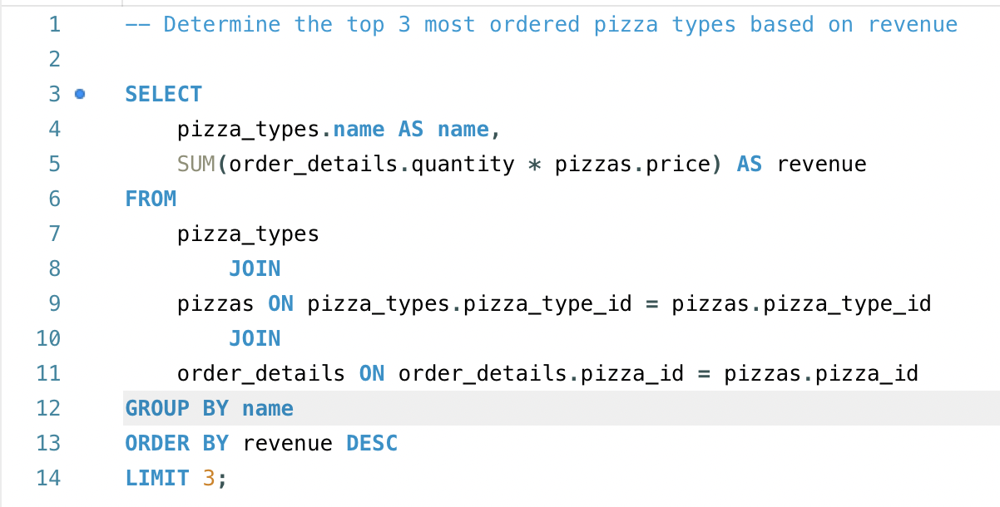 1 -- Determine the top 3 most ordered pizza types based on revenue
2
3 SELECT
4     pizza_types.name AS name,
5     SUM(order_details.quantity * pizzas.price) AS revenue
6 FROM
7     pizza_types
8         JOIN
9     pizzas ON pizza_types.pizza_type_id = pizzas.pizza_type_id
10         JOIN
11     order_details ON order_details.pizza_id = pizzas.pizza_id
12 GROUP BY name
13 ORDER BY revenue DESC
14 LIMIT 3;